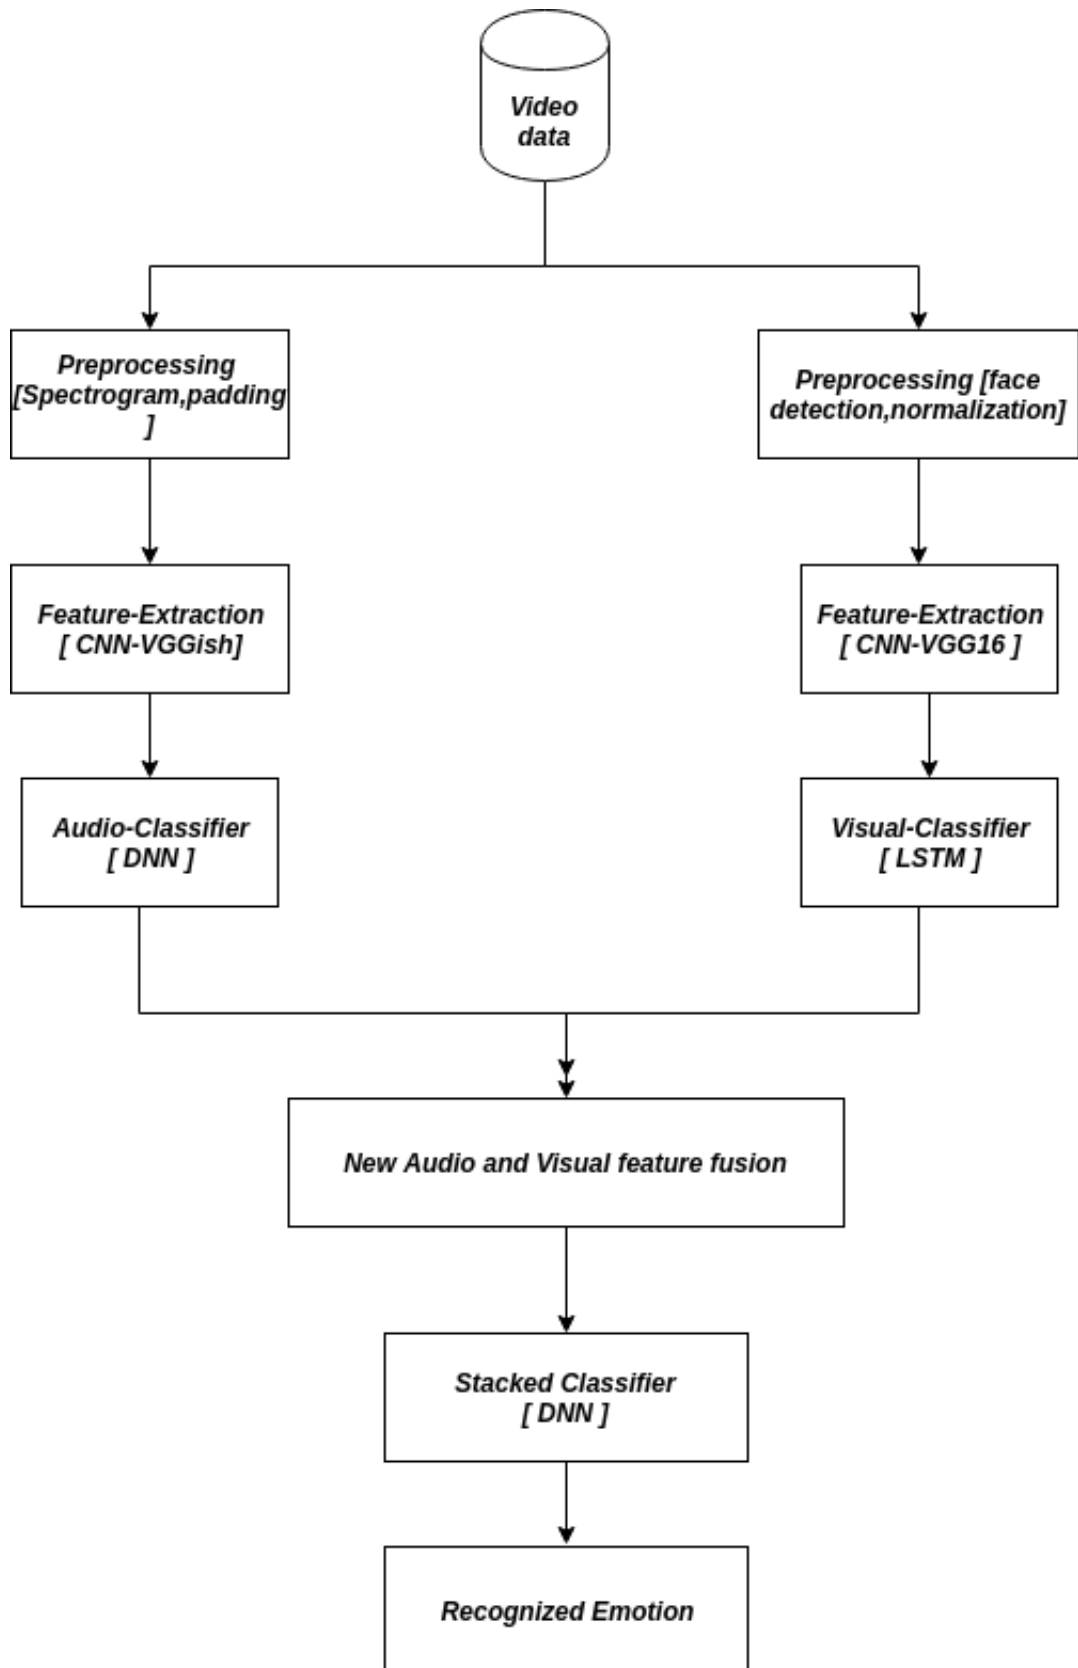 Video
data
Preprocessing
[Spectrogram,padding
]
Preprocessing [face
detection,normalization]
Feature-Extraction
[ CNN-VGGish]
Feature-Extraction
[ CNN-VGG16 ]
Audio-Classifier
[ DNN ]
Visual-Classifier
[ LSTM ]
New Audio and Visual feature fusion
Stacked Classifier
[ DNN ]
Recognized Emotion